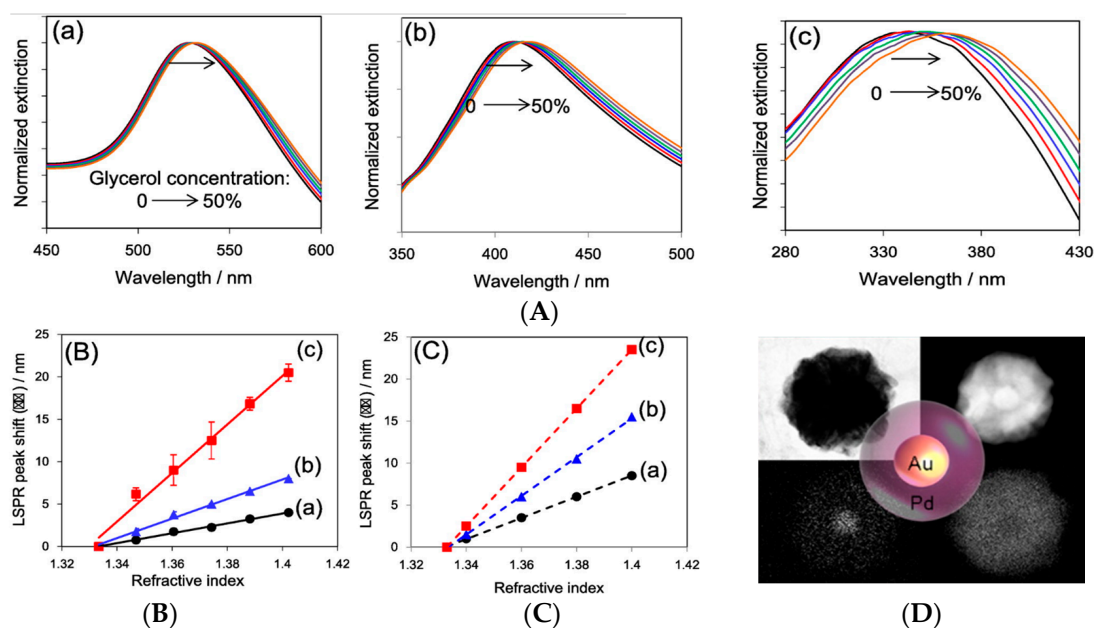 (a)
Normalized extinction
Glycerol concentration:
0 → 50%
450 500 550 600
Wavelength / nm
(b)
Normalized extinction
0 → 50%
350 400 450 500
Wavelength / nm
(c)
Normalized extinction
0 → 50%
280 330 380 430
Wavelength / nm
(A)
(B)
LSPR peak shift (□□) / nm
25
20
15
10
5
0
(c)
(b)
(a)
1.32 1.34 1.36 1.38 1.4 1.42
Refractive index
(B)
(C)
LSPR peak shift (□□) / nm
25
20
15
10
5
0
(c)
(b)
(a)
1.32 1.34 1.36 1.38 1.4 1.42
Refractive index
(C)
Au
Pd
(D)